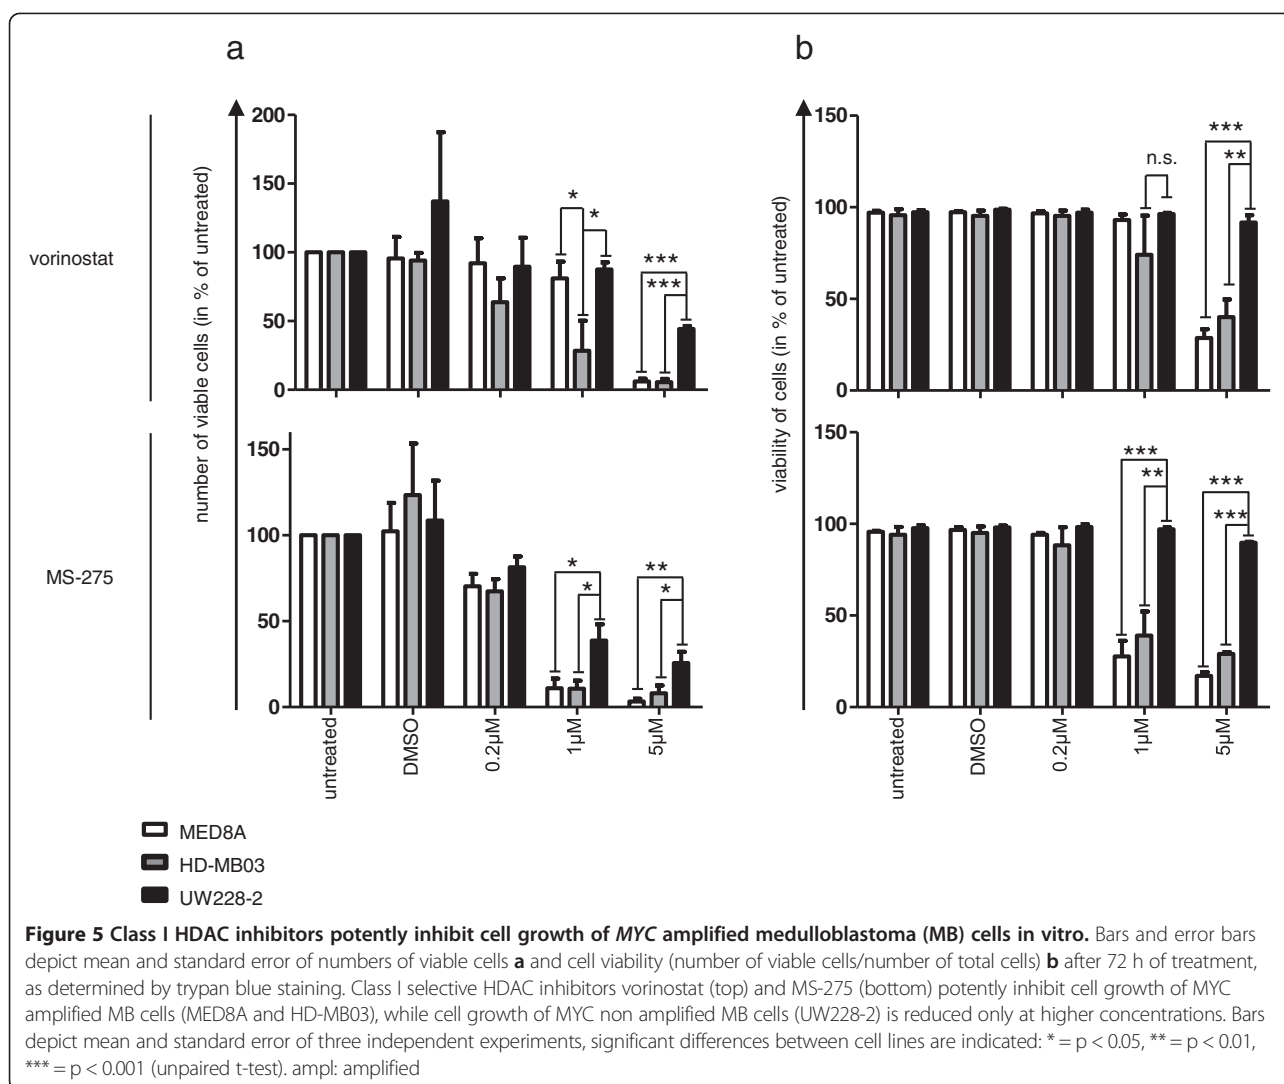 a
b
vorinostat
MS-275
number of viable cells (in % of untreated)
200
150
100
50
0
*
*
***
***
150
100
50
0
*
*
**
*
untreated
DMSO
0.2µM
1µM
5µM
viability of cells (in % of untreated)
150
100
50
0
n.s.
***
**
150
100
50
0
***
**
***
***
untreated
DMSO
0.2µM
1µM
5µM
MED8A
HD-MB03
UW228-2
Figure 5 Class I HDAC inhibitors potently inhibit cell growth of MYC amplified medulloblastoma (MB) cells in vitro. Bars and error bars
depict mean and standard error of numbers of viable cells a and cell viability (number of viable cells/number of total cells) b after 72 h of treatment,
as determined by trypan blue staining. Class I selective HDAC inhibitors vorinostat (top) and MS-275 (bottom) potently inhibit cell growth of MYC
amplified MB cells (MED8A and HD-MB03), while cell growth of MYC non amplified MB cells (UW228-2) is reduced only at higher concentrations. Bars
depict mean and standard error of three independent experiments, significant differences between cell lines are indicated: * = p < 0.05, ** = p < 0.01,
*** = p < 0.001 (unpaired t-test). ampl: amplified